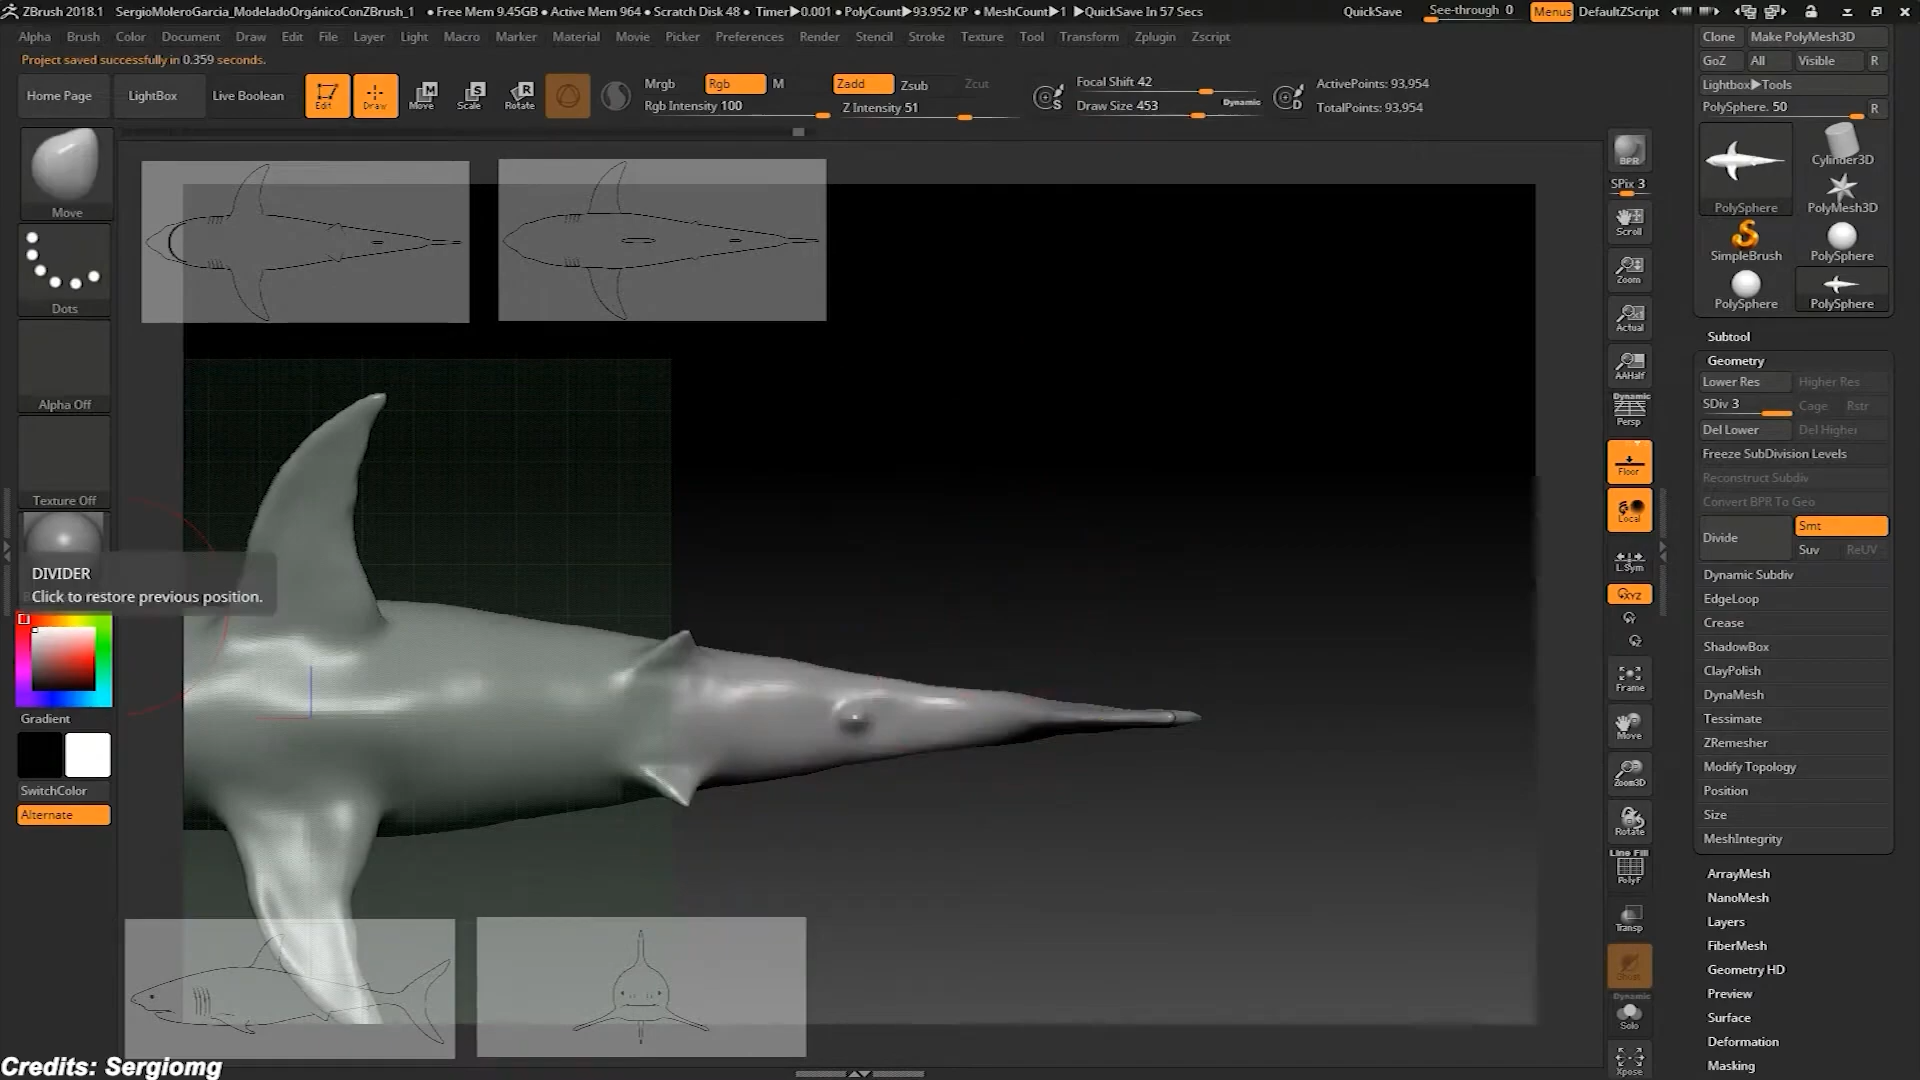 ZBrush 2018.1 SergioMoleroGarcia_ModeladoOrgánicoConZBrush_1 • Free Mem 9.45GB • Active Mem 964 • Scratch Disk 48 • Timer▶0.001 • PolyCount▶93.952 KP • MeshCount▶1 ▶QuickSave In 57 Secs QuickSave See-through 0 Menus DefaultZScript
Alpha Brush Color Document Draw Edit File Layer Light Macro Marker Material Movie Picker Preferences Render Stencil Stroke Texture Tool Transform Zplugin Zscript
Project saved successfully in 0.359 seconds.
Home Page LightBox Live Boolean Edit Draw Move Scale Rotate
Mrgb Rgb M Zadd Zsub Zcut
Rgb Intensity 100 Z Intensity 51
S
Focal Shift 42
Draw Size 453 Dynamic
D
ActivePoints: 93,954
TotalPoints: 93,954
Move
Dots
Alpha Off
Texture Off
DIVIDER
Click to restore previous position.
Gradient
SwitchColor
Alternate
BPR
SPix 3
Scroll
Zoom
Actual
AAHalf
Dynamic
Persp
Floor
Local
L.Sym
XYZ
Frame
Move
Zoom3D
Rotate
Line Fill
PolyF
Transp
Ghost
Dynamic
Solo
Xpose
Clone Make PolyMesh3D
GoZ All Visible R
Lightbox▶Tools
PolySphere. 50 R
PolySphere
Cylinder3D
PolyMesh3D
SimpleBrush PolySphere
PolySphere PolySphere
Subtool
Geometry
Lower Res Higher Res
SDiv 3 Cage Rstr
Del Lower Del Higher
Freeze SubDivision Levels
Reconstruct Subdiv
Convert BPR To Geo
Divide Smt
Suv ReUV
Dynamic Subdiv
EdgeLoop
Crease
ShadowBox
ClayPolish
DynaMesh
Tessimate
ZRemesher
Modify Topology
Position
Size
MeshIntegrity
ArrayMesh
NanoMesh
Layers
FiberMesh
Geometry HD
Preview
Surface
Deformation
Masking
Credits: Sergiomg